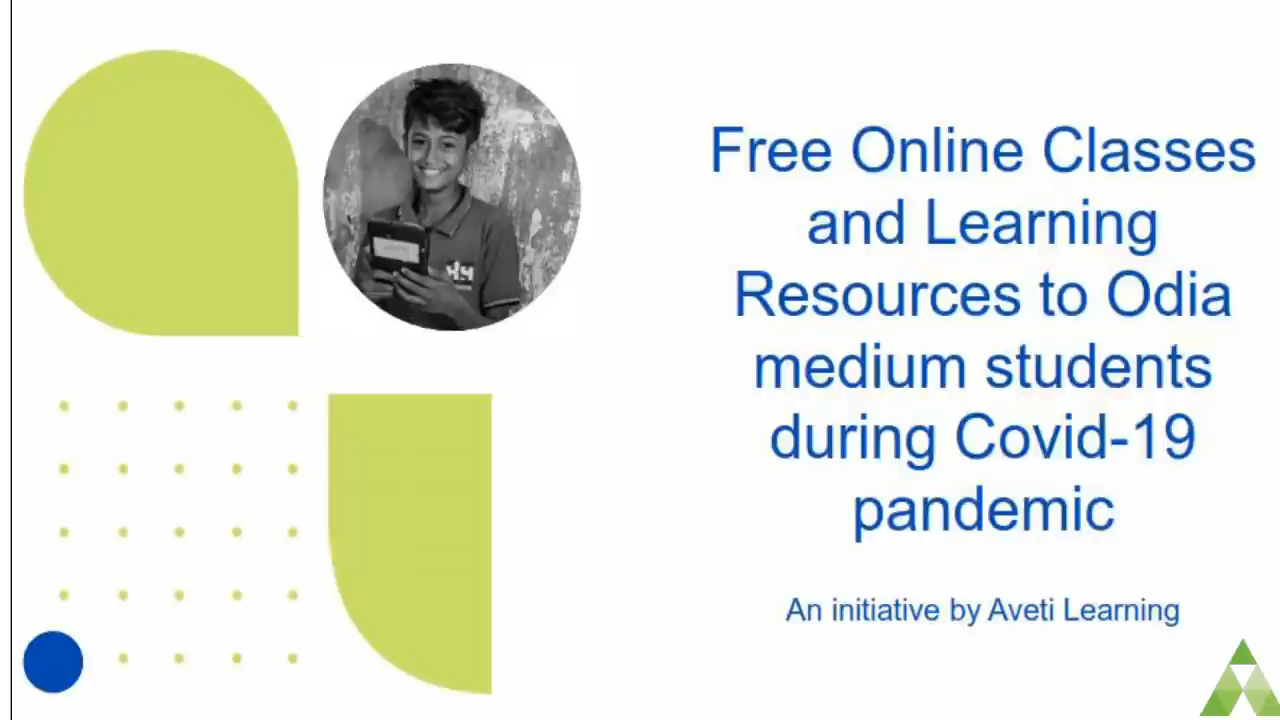 Free Online Classes
and Learning
Resources to Odia
medium students
during Covid-19
pandemic
An initiative by Aveti Learning